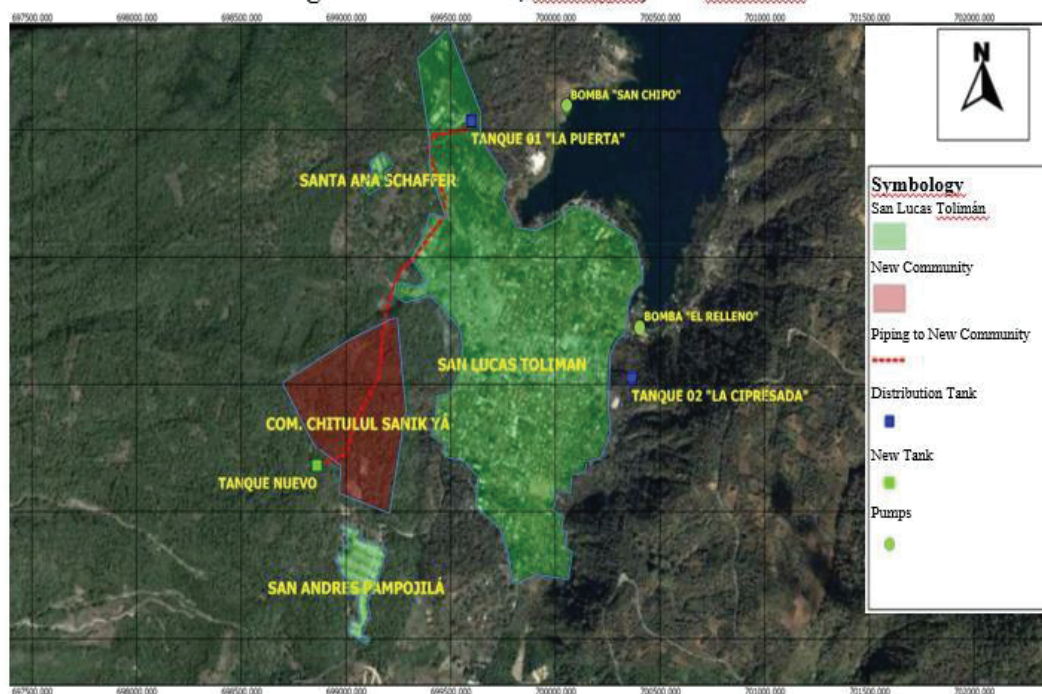 697500.000 698000.000 698500.000 699000.000 699500.000 700000.000 700500.000 701000.000 701500.000 702000.000
N
BOMBA "SAN CHIPO"
TANQUE 01 "LA PUERTA"
SANTA ANA SCHAFFER
BOMBA "EL RELLENO"
SAN LUCAS TOLIMAN
TANQUE 02 "LA CIPRESADA"
COM. CHITULUL SANIK YÁ
TANQUE NUEVO
SAN ANDRES PAMPOJILÁ
Symbology
San Lucas Tolimán
New Community
Piping to New Community
Distribution Tank
New Tank
Pumps
697500.000 698000.000 698500.000 699000.000 699500.000 700000.000 700500.000 701000.000 701500.000 702000.000